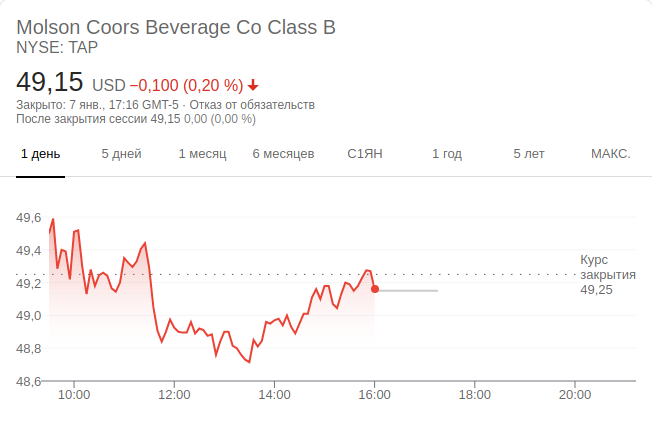 Molson Coors Beverage Co Class B
NYSE: TAP
49,15 USD −0,100 (0,20 %)
Закрыто: 7 янв., 17:16 GMT-5 · Отказ от обязательств
После закрытия сессии 49,15 0,00 (0,00 %)
1 день 5 дней 1 месяц 6 месяцев С1ЯН 1 год 5 лет МАКС.
49,6
49,4
Курс
закрытия
49,25
49,2
49,0
48,8
48,6
10:00 12:00 14:00 16:00 18:00 20:00